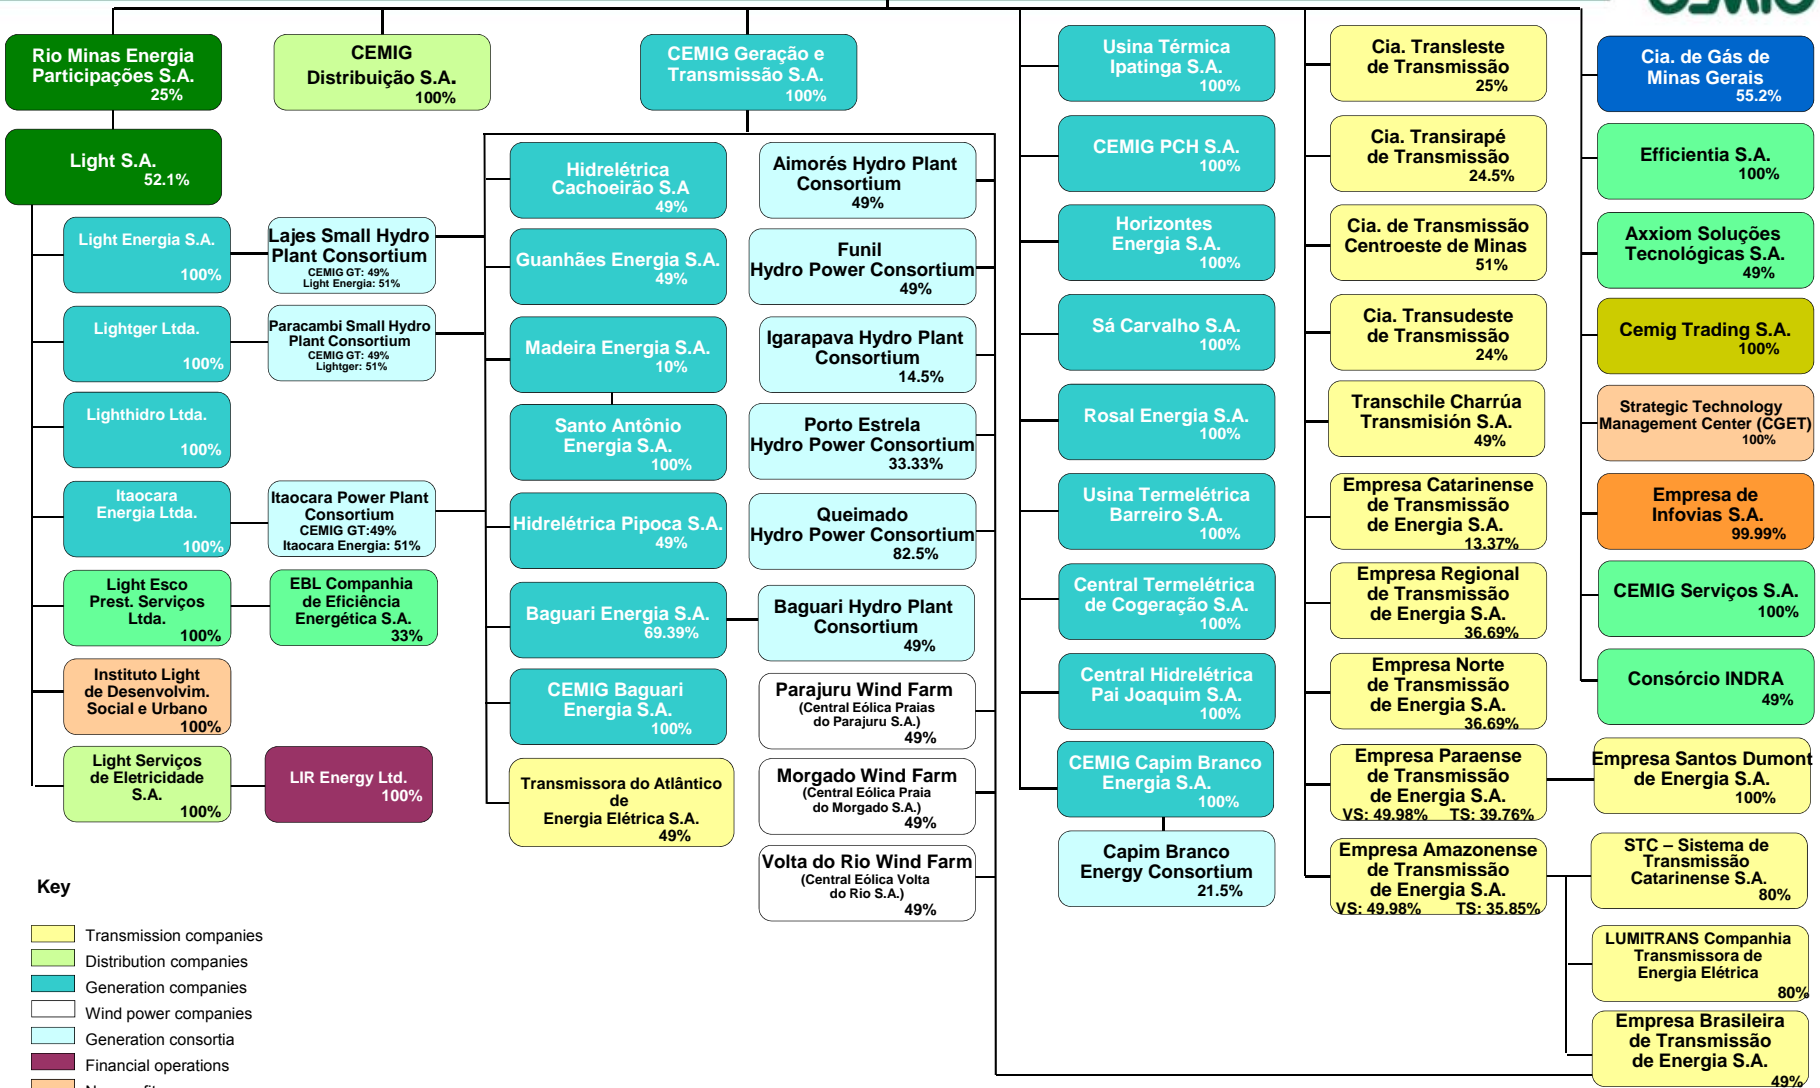 CEMIG
Rio Minas Energia
Participações S.A.
25%
CEMIG
Distribuição S.A.
100%
CEMIG Geração e
Transmissão S.A.
100%
Light S.A.
52.1%
Light Energia S.A.
100%
Lajes Small Hydro
Plant Consortium
CEMIG GT: 49%
Light Energia: 51%
Lightger Ltda.
100%
Paracambi Small Hydro
Plant Consortium
CEMIG GT: 49%
Lightger: 51%
Lighthidro Ltda.
100%
Itaocara
Energia Ltda.
100%
Itaocara Power Plant
Consortium
CEMIG GT:49%
Itaocara Energia: 51%
Light Esco
Prest. Serviços
Ltda.
100%
EBL Companhia
de Eficiência
Energética S.A.
33%
Instituto Light
de Desenvolvim.
Social e Urbano
100%
Light Serviços
de Eletricidade
S.A.
100%
LIR Energy Ltd.
100%
Hidrelétrica
Cachoeirão S.A
49%
Guanhães Energia S.A.
49%
Madeira Energia S.A.
10%
Santo Antônio
Energia S.A.
100%
Hidrelétrica Pipoca S.A.
49%
Baguari Energia S.A.
69.39%
CEMIG Baguari
Energia S.A.
100%
Transmissora do Atlântico
de
Energia Elétrica S.A.
49%
Aimorés Hydro Plant
Consortium
49%
Funil
Hydro Power Consortium
49%
Igarapava Hydro Plant
Consortium
14.5%
Porto Estrela
Hydro Power Consortium
33.33%
Queimado
Hydro Power Consortium
82.5%
Baguari Hydro Plant
Consortium
49%
Parajuru Wind Farm
(Central Eólica Praias
do Parajuru S.A.)
49%
Morgado Wind Farm
(Central Eólica Praia
do Morgado S.A.)
49%
Volta do Rio Wind Farm
(Central Eólica Volta
do Rio S.A.)
49%
Usina Térmica
Ipatinga S.A.
100%
CEMIG PCH S.A.
100%
Horizontes
Energia S.A.
100%
Sá Carvalho S.A.
100%
Rosal Energia S.A.
100%
Usina Termelétrica
Barreiro S.A.
100%
Central Termelétrica
de Cogeração S.A.
100%
Central Hidrelétrica
Pai Joaquim S.A.
100%
CEMIG Capim Branco
Energia S.A.
100%
Capim Branco
Energy Consortium
21.5%
Cia. Transleste
de Transmissão
25%
Cia. Transirapé
de Transmissão
24.5%
Cia. de Transmissão
Centroeste de Minas
51%
Cia. Transudeste
de Transmissão
24%
Transchile Charrúa
Transmisión S.A.
49%
Empresa Catarinense
de Transmissão
de Energia S.A.
13.37%
Empresa Regional
de Transmissão
de Energia S.A.
36.69%
Empresa Norte
de Transmissão
de Energia S.A.
36.69%
Empresa Paraense
de Transmissão
de Energia S.A.
VS: 49.98% TS: 39.76%
Empresa Amazonense
de Transmissão
de Energia S.A.
VS: 49.98% TS: 35.85%
Cia. de Gás de
Minas Gerais
55.2%
Efficientia S.A.
100%
Axxiom Soluções
Tecnológicas S.A.
49%
Cemig Trading S.A.
100%
Strategic Technology
Management Center (CGET)
100%
Empresa de
Infovias S.A.
99.99%
CEMIG Serviços S.A.
100%
Consórcio INDRA
49%
Empresa Santos Dumont
de Energia S.A.
100%
STC – Sistema de
Transmissão
Catarinense S.A.
80%
LUMITRANS Companhia
Transmissora de
Energia Elétrica
80%
Empresa Brasileira
de Transmissão
de Energia S.A.
49%
Key
Transmission companies
Distribution companies
Generation companies
Wind power companies
Generation consortia
Financial operations